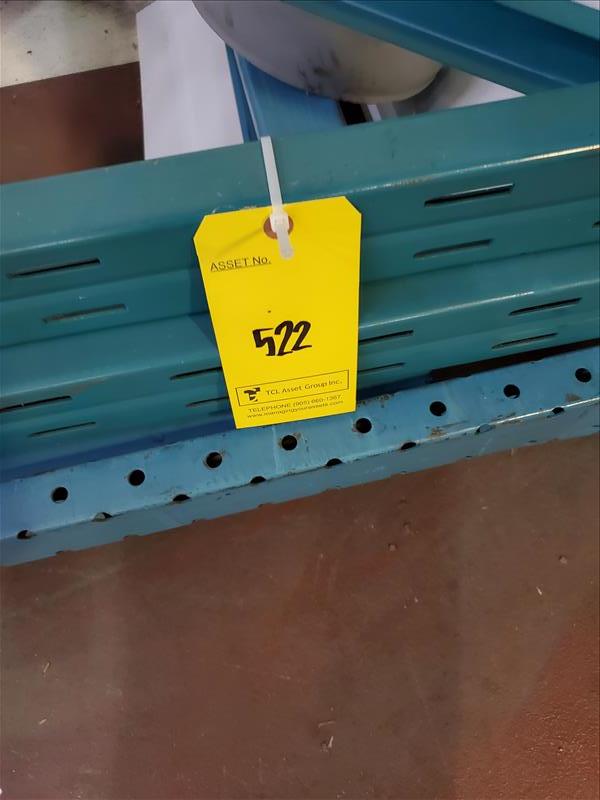 ASSET No.
522
TCL Asset Group Inc.
TELEPHONE (905) 660-1367
www.managingyourassets.com